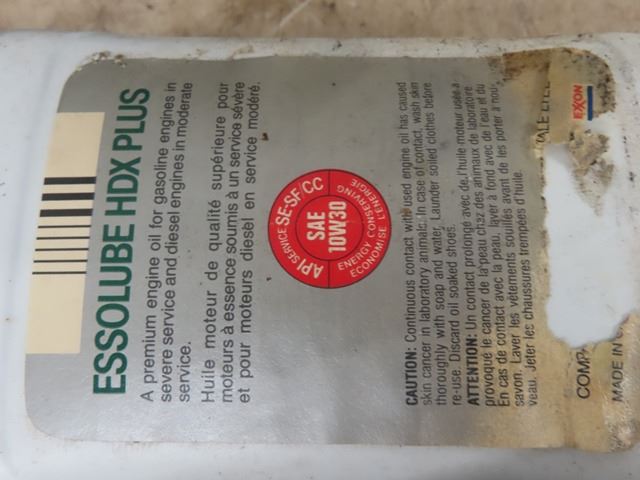 ESSOLUBE HDX PLUS
A premium engine oil for gasoline engines in
severe service and diesel engines in moderate
service.
Huile moteur de qualité supérieure pour
moteurs à essence soumis à un service sévère
et pour moteurs diesel en service modéré.
API SERVICE SE-SF/CC
SAE
10W30
ENERGY CONSERVING
ECONOMISE L'ENERGIE
CAUTION: Continuous contact with used engine oil has caused
skin cancer in laboratory animals. In case of contact, wash skin
thoroughly with soap and water. Launder soiled clothes before
re-use. Discard oil soaked shoes.
ATTENTION: Un contact prolongé avec de l'huile moteur usée a
provoqué le cancer de la peau chaz des animaux de laboratoire
En cas de contact avec la peau, laver à fond avec de l'eau et du
savon. Laver les vêtements souillés avant de les porter à nou-
veau. Jeter les chaussures trempées d'huile.
EXXON
COMP
MADE IN